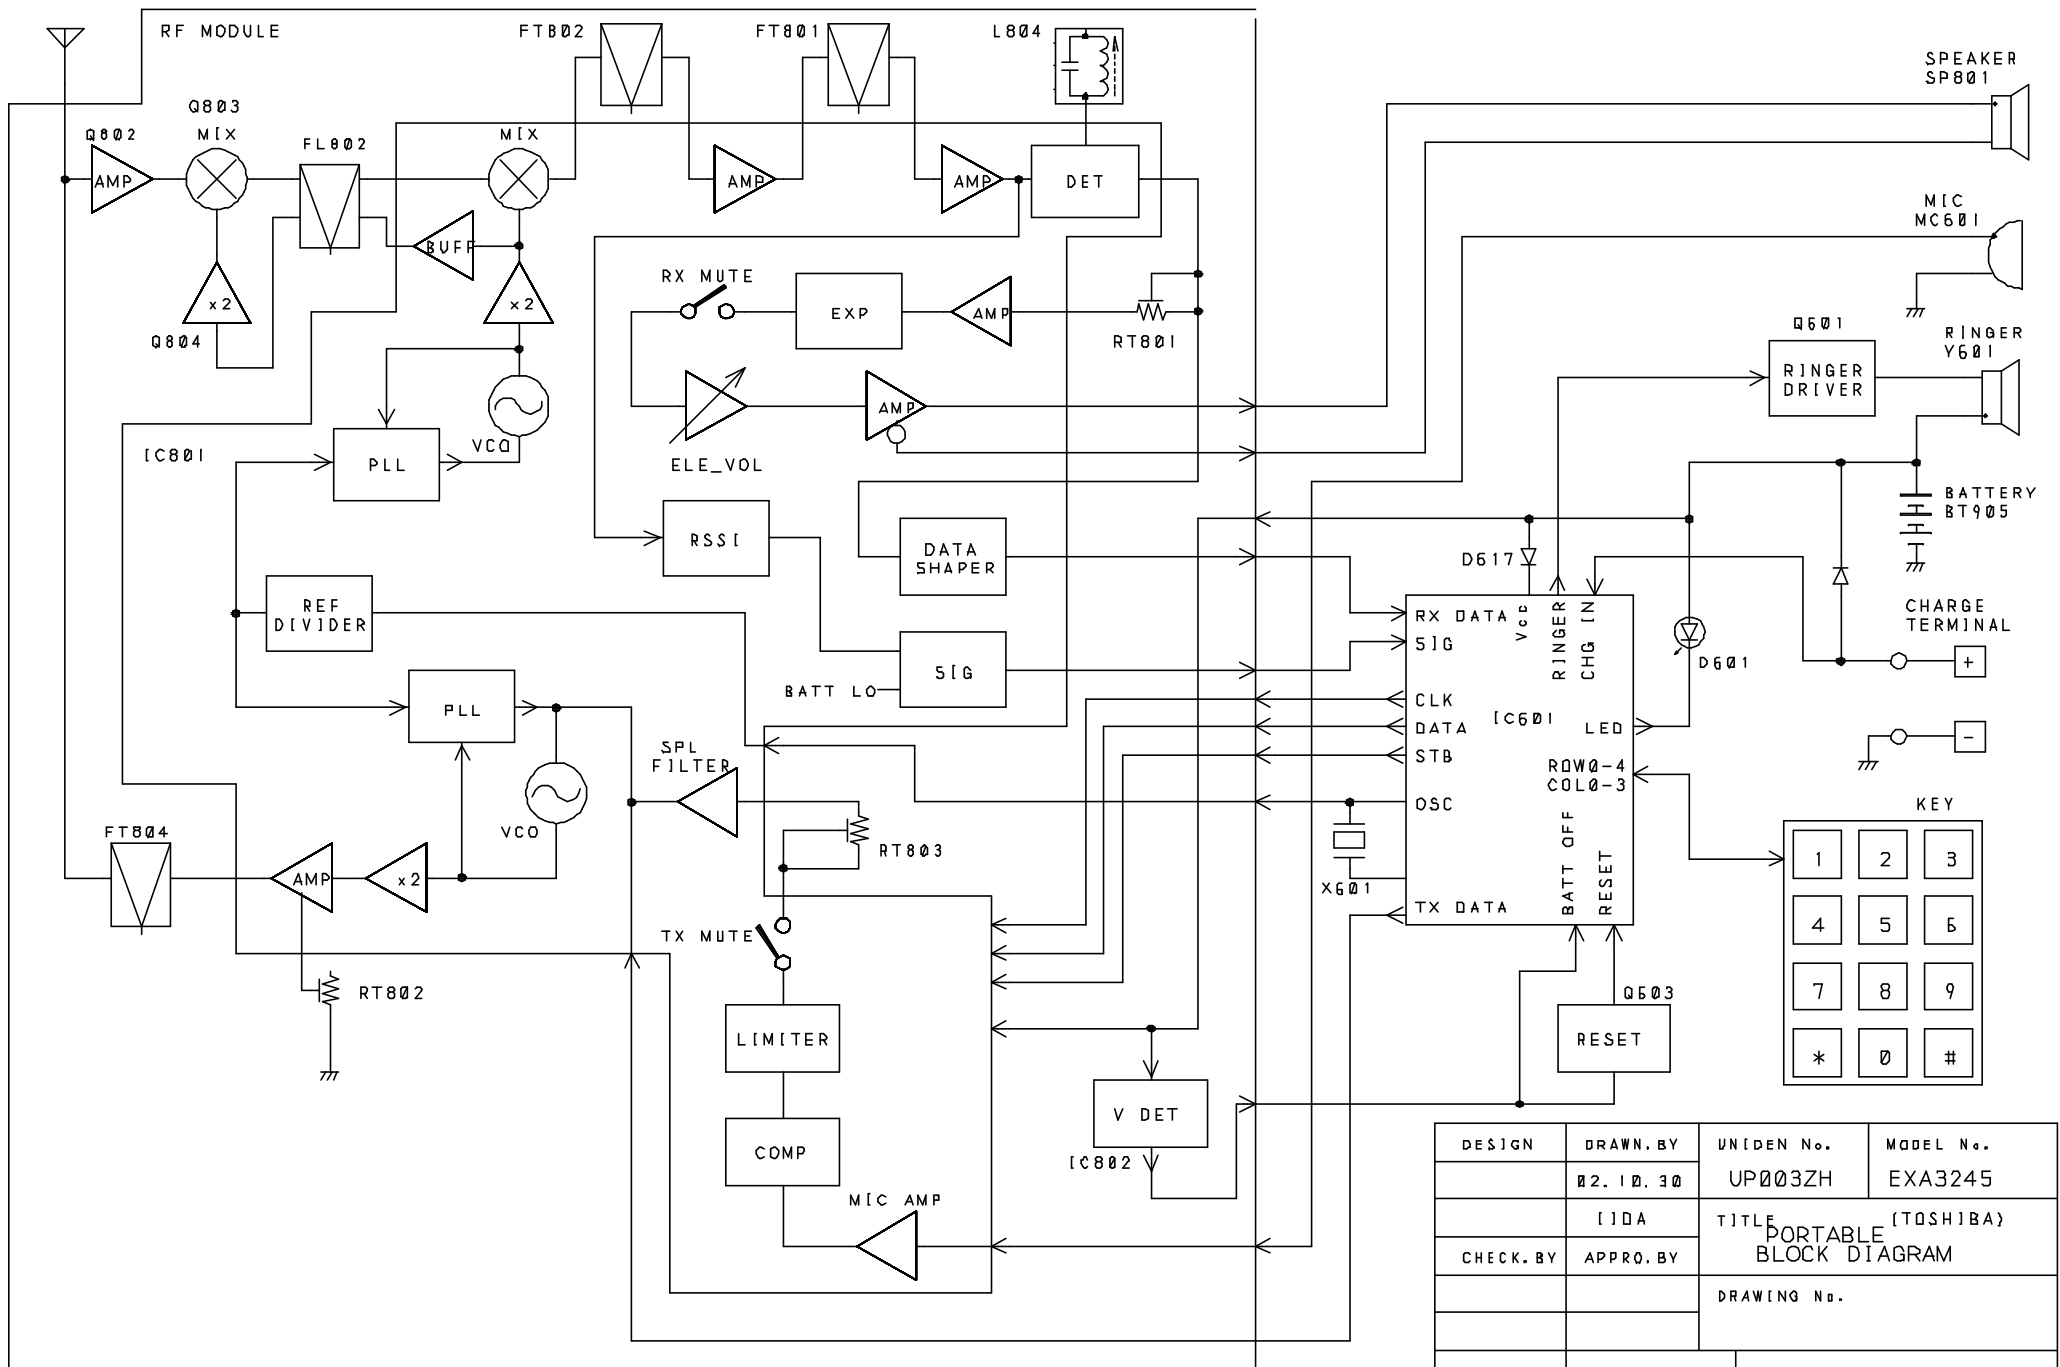 RF MODULE
FTB02
FT801
L804
SPEAKER
SP801
Q803
Q802
MIX
FL802
MIX
AMP
AMP
AMP
DET
MIC
MC601
BUFF
RX MUTE
x2
x2
EXP
AMP
Q804
RT801
Q601
RINGER
Y601
RINGER
DRIVER
AMP
IC801
PLL
VCO
ELE_VOL
BATTERY
BT905
RSSI
DATA
SHAPER
D617
REF
DIVIDER
RX DATA
Vcc
RINGER
CHG IN
CHARGE
TERMINAL
SIG
SIG
D601
+
BATT LO
CLK
PLL
IC601
DATA
LED
STB
-
SPL
FILTER
ROW0-4
COL0-3
OSC
KEY
VCO
FT804
RT803
BATT OFF
RESET
1
2
3
AMP
x2
X601
TX DATA
4
5
6
TX MUTE
RT802
Q603
7
8
9
LIMITER
RESET
*
0
#
V DET
COMP
IC802
MIC AMP
DESIGN
DRAWN.BY
UNIDEN No.
MODEL No.
02.10.30
UP003ZH
EXA3245
IIDA
TITLE
(TOSHIBA)
PORTABLE
BLOCK DIAGRAM
CHECK.BY
APPRO.BY
DRAWING No.